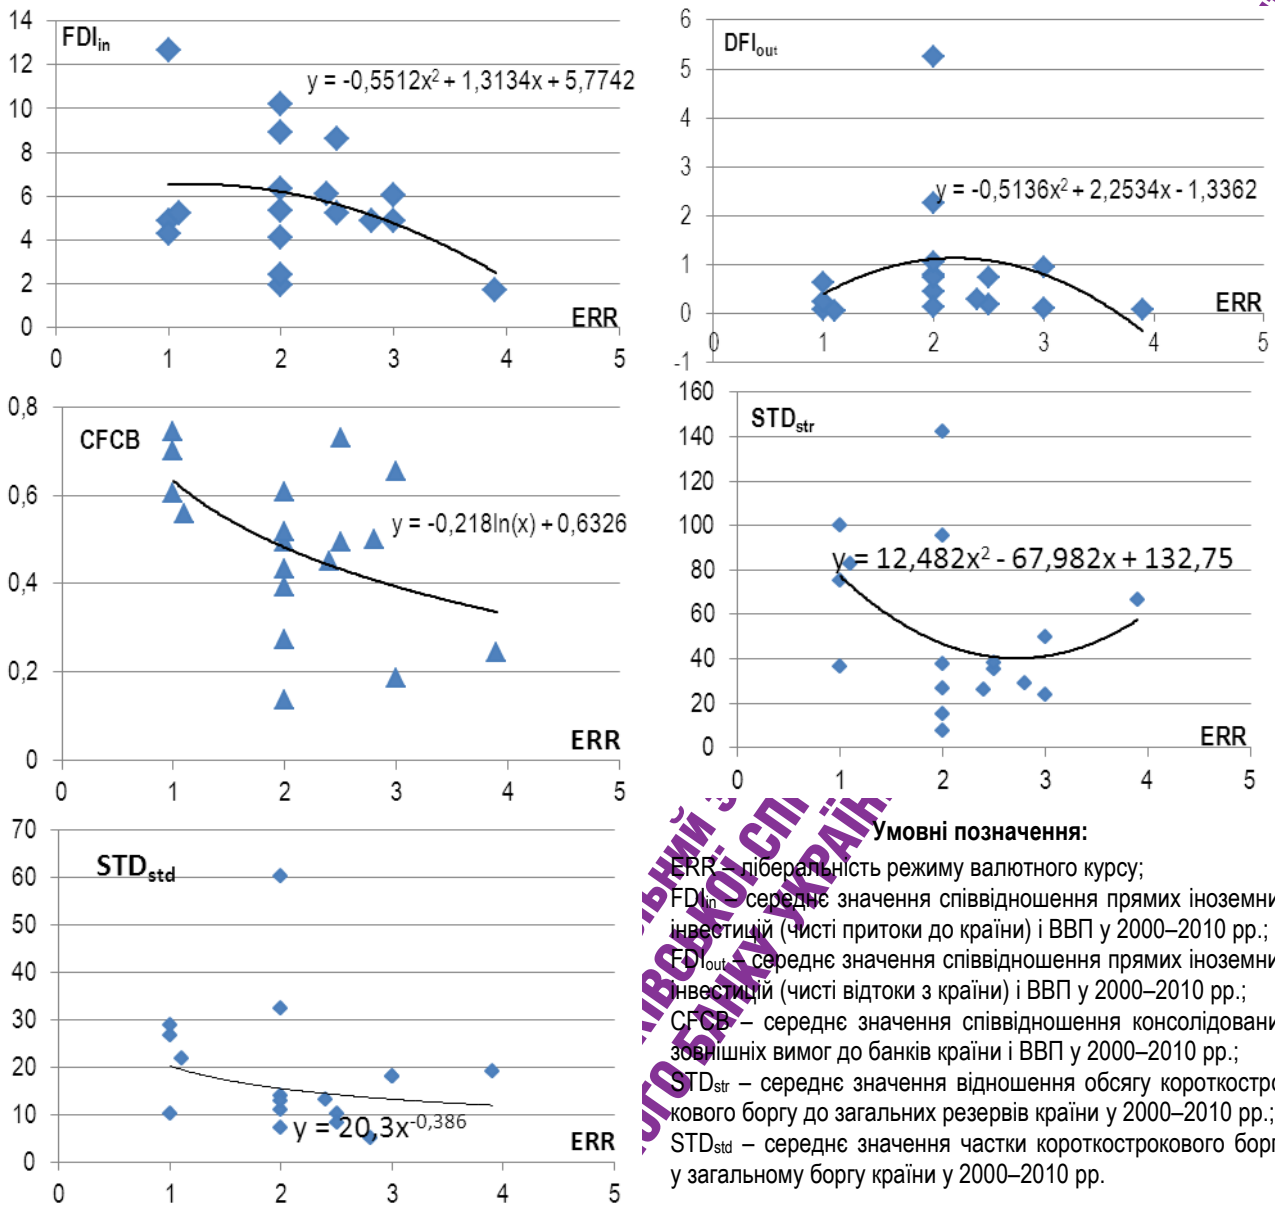 FDIin
y = -0,5512x² + 1,3134x + 5,7742
14
12
10
8
6
4
2
0
ERR
0 1 2 3 4 5
DFIout
y = -0,5136x² + 2,2534x - 1,3362
6
5
4
3
2
1
0
-1
ERR
0 1 2 3 4 5
CFCB
y = -0,218ln(x) + 0,6326
0,8
0,6
0,4
0,2
0
ERR
0 1 2 3 4 5
STDstr
y = 12,482x² - 67,982x + 132,75
160
140
120
100
80
60
40
20
0
ERR
0 1 2 3 4 5
STDstd
y = 20,3x^-0,386
70
60
50
40
30
20
10
0
ERR
0 1 2 3 4 5
Умовні позначення:
ERR – ліберальність режиму валютного курсу;
FDIin – середнє значення співвідношення прямих іноземни
інвестицій (чисті притоки до країни) і ВВП у 2000–2010 рр.;
FDIout – середнє значення співвідношення прямих іноземни
інвестицій (чисті відтоки з країни) і ВВП у 2000–2010 рр.;
CFCB – середнє значення співвідношення консолідовани
зовнішніх вимог до банків країни і ВВП у 2000–2010 рр.;
STDstr – середнє значення відношення обсягу короткостро
кового боргу до загальних резервів країни у 2000–2010 рр.;
STDstd – середнє значення частки короткострокового борг
у загальному боргу країни у 2000–2010 рр.